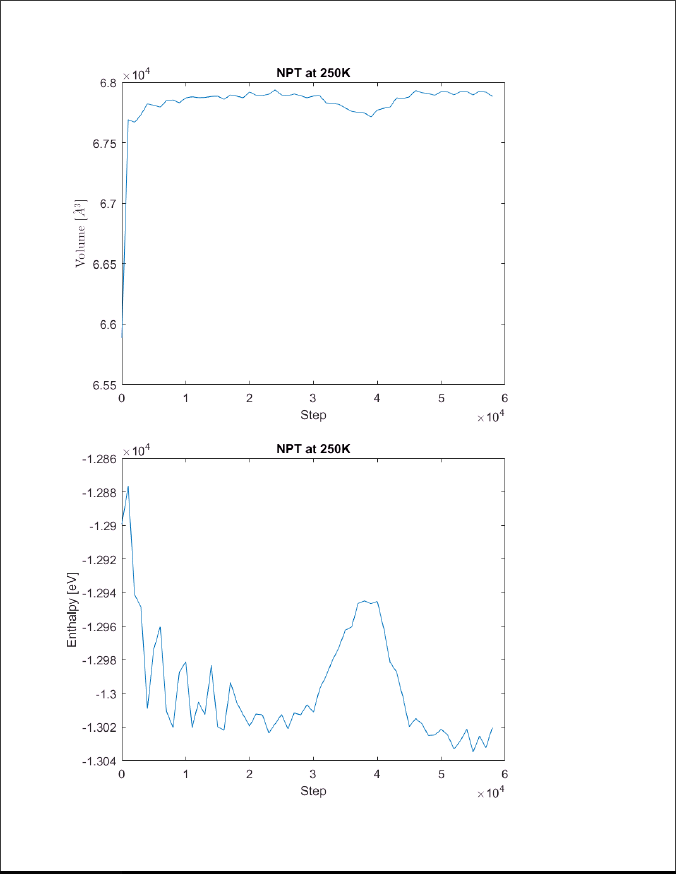 NPT at 250K
×10⁴
6.8
6.75
6.7
6.65
6.6
6.55
Volume [Å³]
0 1 2 3 4 5 6
Step
×10⁴
NPT at 250K
×10⁴
-1.286
-1.288
-1.29
-1.292
-1.294
-1.296
-1.298
-1.3
-1.302
-1.304
Enthalpy [eV]
0 1 2 3 4 5 6
Step
×10⁴